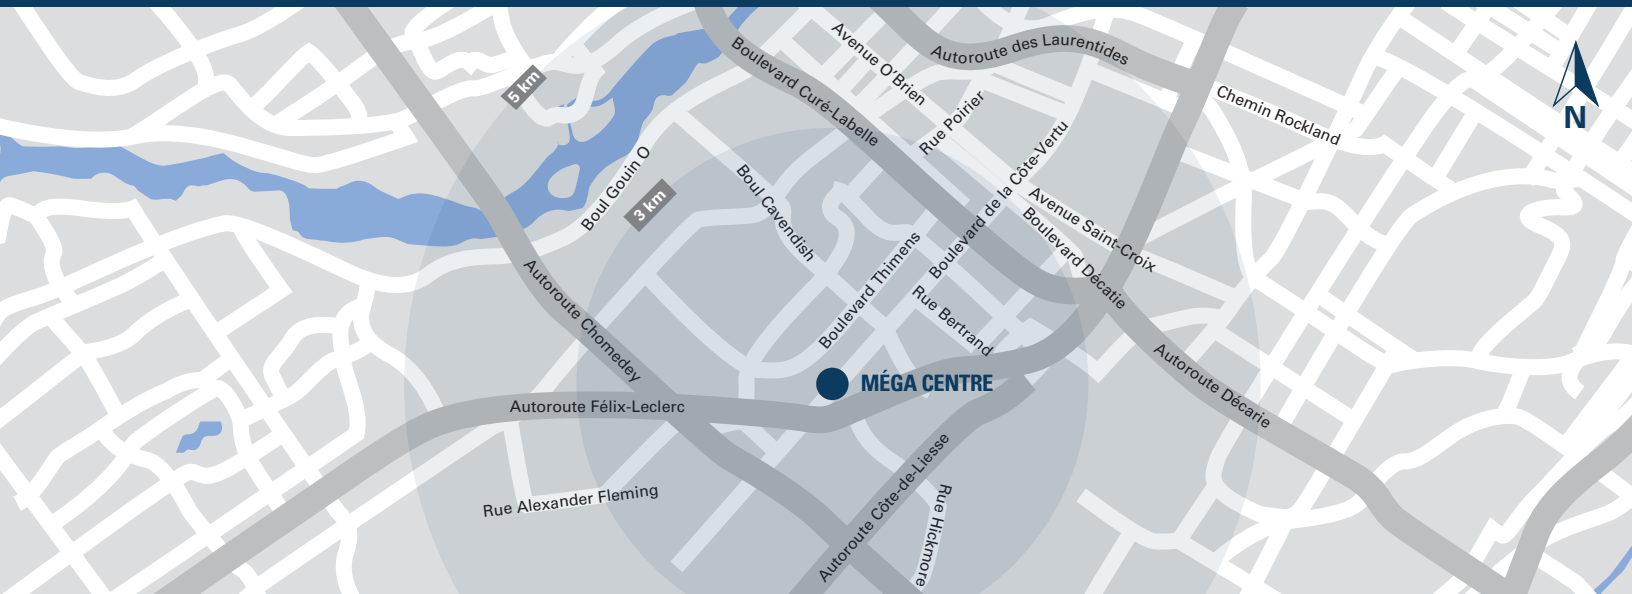 Avenue O’Brien
Autoroute des Laurentides
Boulevard Curé-Labelle
5 km
Rue Poirier
Chemin Rockland
N
Boulevard de la Côte-Vertu
Boul Gouin O
3 km
Boul Cavendish
Avenue Saint-Croix
Boulevard Décatie
Boulevard Thimens
Autoroute Chomedey
Rue Bertrand
Autoroute Décarie
MÉGA CENTRE
Autoroute Félix-Leclerc
Autoroute Côte-de-Liesse
Rue Alexander Fleming
Rue Hickmore